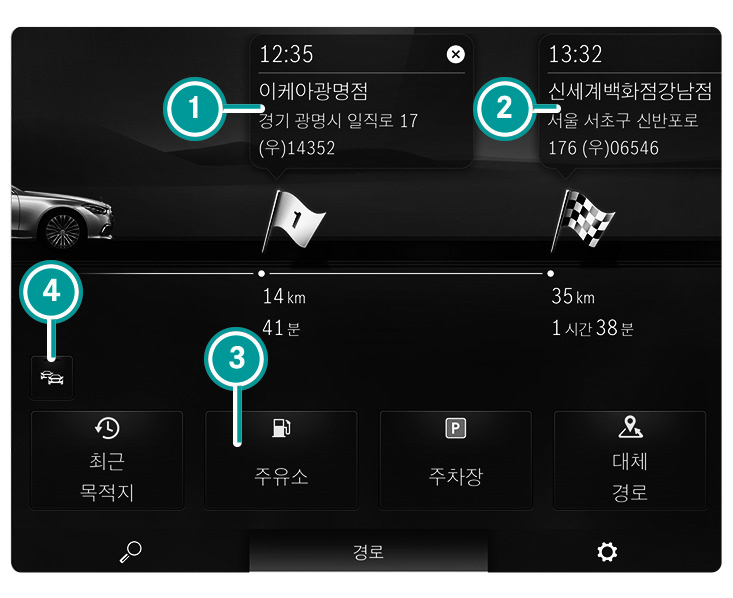 12:35
이케아광명점
경기 광명시 일직로 17
(우)14352
13:32
신세계백화점강남점
서울 서초구 신반포로
176 (우)06546
1
2
1
14 km
41 분
35 km
1 시간 38 분
4
3
최근
목적지
주유소
P
주차장
대체
경로
경로